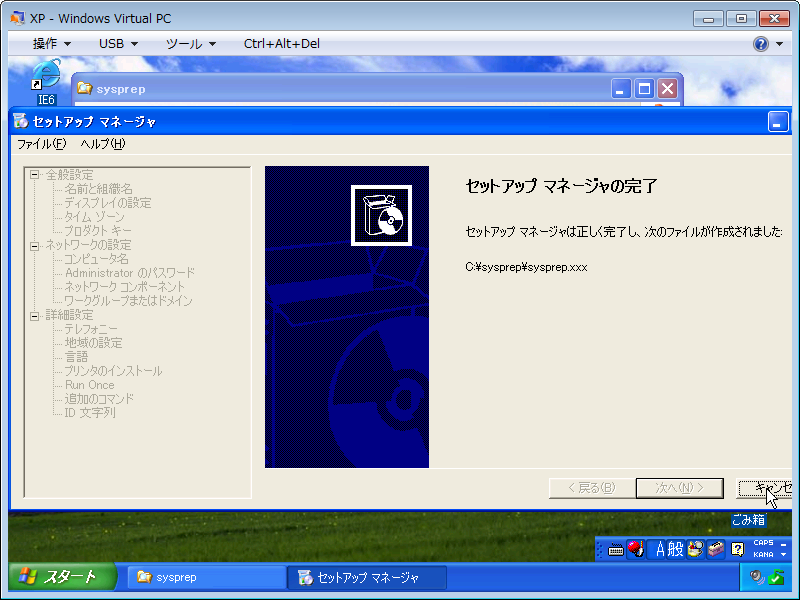 XP - Windows Virtual PC
操作 USB ツール Ctrl+Alt+Del
IE6
sysprep
セットアップ マネージャ
ファイル(F) ヘルプ(H)
全般設定
名前と組織名
ディスプレイの設定
タイム ゾーン
プロダクト キー
ネットワークの設定
コンピュータ名
Administrator のパスワード
ネットワーク コンポーネント
ワークグループまたはドメイン
詳細設定
テレフォニー
地域の設定
言語
プリンタのインストール
Run Once
追加のコマンド
ID 文字列
セットアップ マネージャの完了
セットアップ マネージャは正しく完了し、次のファイルが作成されました:
C:¥sysprep¥sysprep.xxx
< 戻る(B) 次へ(N) > キャンセ
ごみ箱
A 般 CAPS
KANA
スタート sysprep セットアップ マネージャ